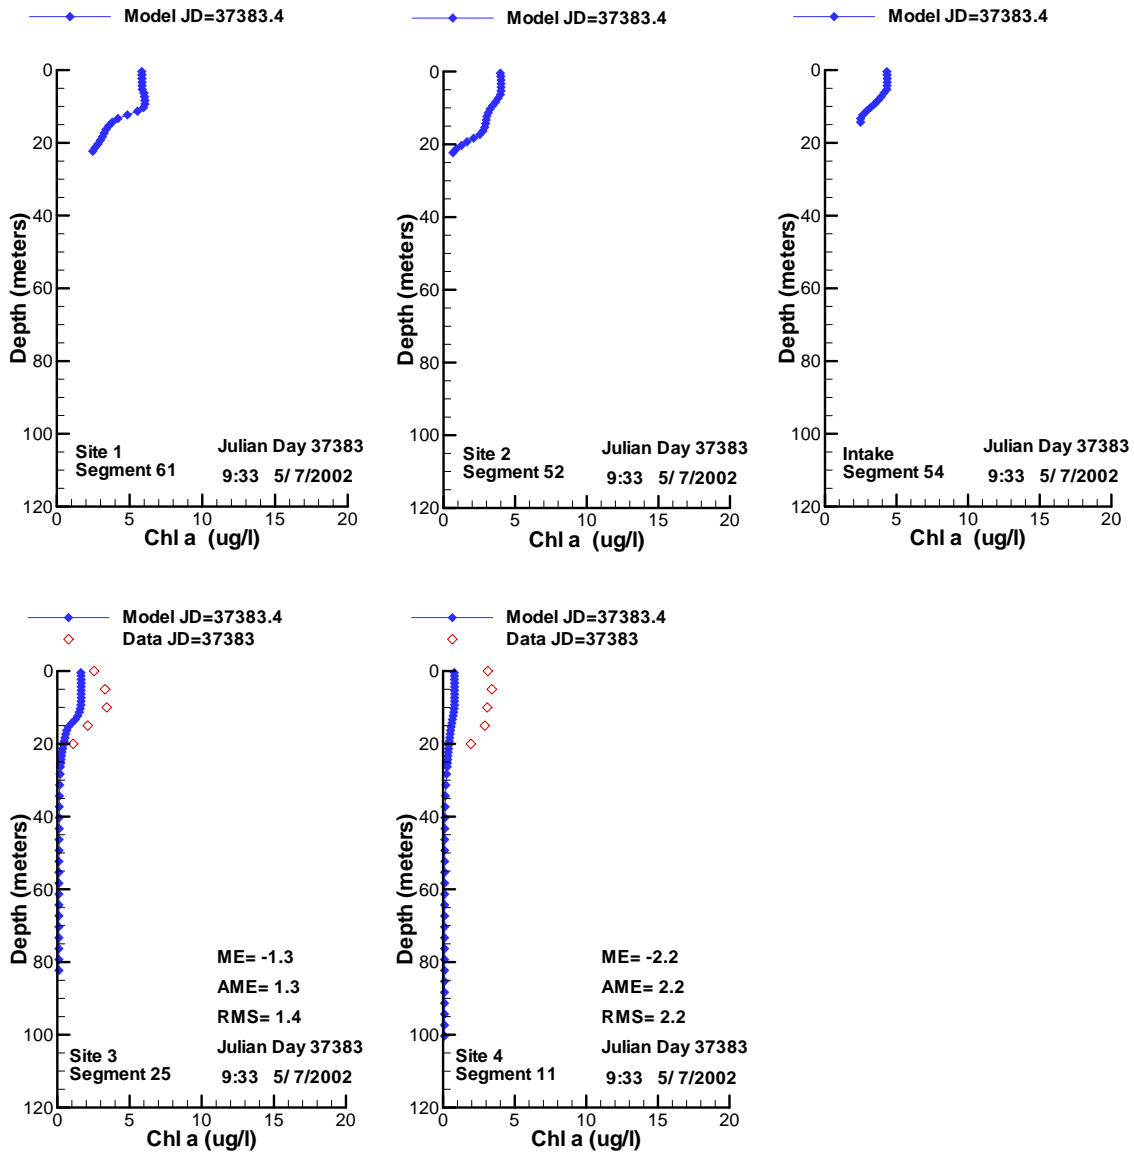 Model JD=37383.4
0
20
40
60
80
100
120
Depth (meters)
Site 1
Segment 61
Julian Day 37383
9:33 5/ 7/2002
0 5 10 15 20
Chl a (ug/l)
Model JD=37383.4
0
20
40
60
80
100
120
Depth (meters)
Site 2
Segment 52
Julian Day 37383
9:33 5/ 7/2002
0 5 10 15 20
Chl a (ug/l)
Model JD=37383.4
0
20
40
60
80
100
120
Depth (meters)
Intake
Segment 54
Julian Day 37383
9:33 5/ 7/2002
0 5 10 15 20
Chl a (ug/l)
Model JD=37383.4
Data JD=37383
0
20
40
60
80
100
120
Depth (meters)
ME= -1.3
AME= 1.3
RMS= 1.4
Site 3
Segment 25
Julian Day 37383
9:33 5/ 7/2002
0 5 10 15 20
Chl a (ug/l)
Model JD=37383.4
Data JD=37383
0
20
40
60
80
100
120
Depth (meters)
ME= -2.2
AME= 2.2
RMS= 2.2
Site 4
Segment 11
Julian Day 37383
9:33 5/ 7/2002
0 5 10 15 20
Chl a (ug/l)